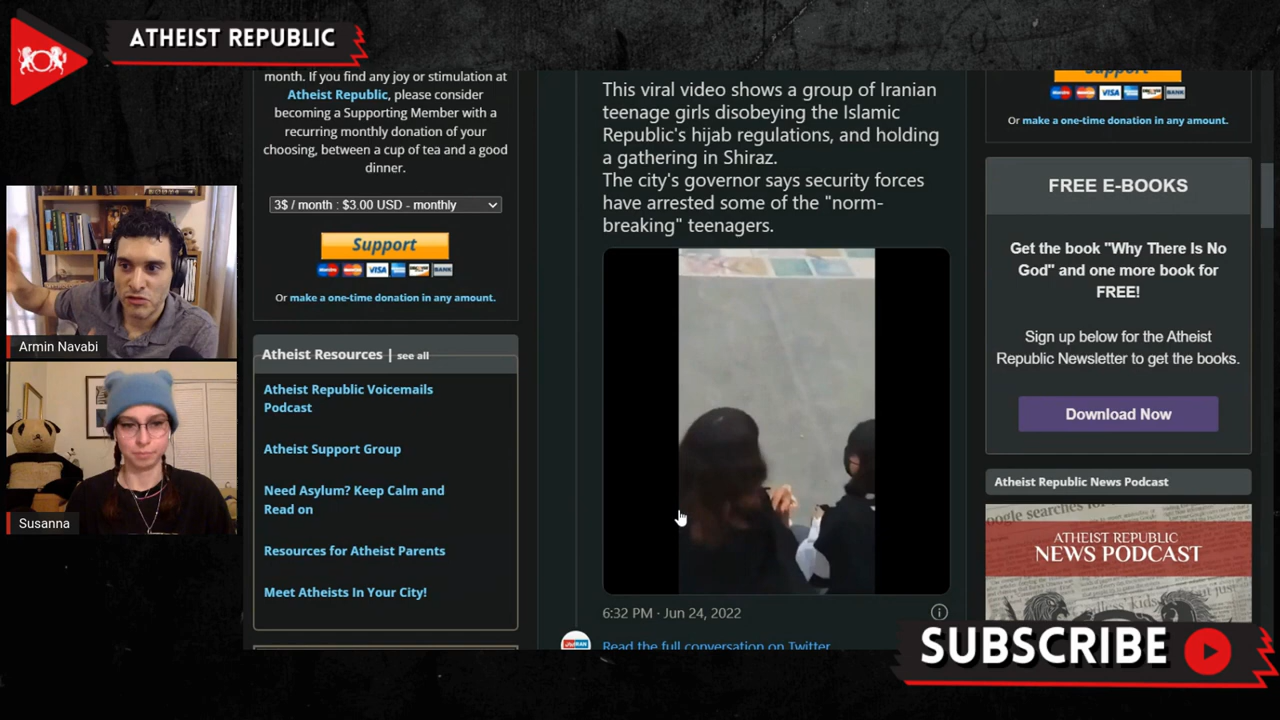 ATHEIST REPUBLIC
month. If you find any joy or stimulation at
Atheist Republic, please consider
becoming a Supporting Member with a
recurring monthly donation of your
choosing, between a cup of tea and a good
dinner.
3$ / month : $3.00 USD - monthly
Support
VISA
BANK
Or make a one-time donation in any amount.
Atheist Resources | see all
Atheist Republic Voicemails
Podcast
Atheist Support Group
Need Asylum? Keep Calm and
Read on
Resources for Atheist Parents
Meet Atheists In Your City!
Armin Navabi
Susanna
This viral video shows a group of Iranian
teenage girls disobeying the Islamic
Republic's hijab regulations, and holding
a gathering in Shiraz.
The city's governor says security forces
have arrested some of the "norm-
breaking" teenagers.
6:32 PM · Jun 24, 2022
Read the full conversation on Twitter
Support
VISA
BANK
Or make a one-time donation in any amount.
FREE E-BOOKS
Get the book "Why There Is No
God" and one more book for
FREE!
Sign up below for the Atheist
Republic Newsletter to get the books.
Download Now
Atheist Republic News Podcast
ATHEIST REPUBLIC
NEWS PODCAST
SUBSCRIBE